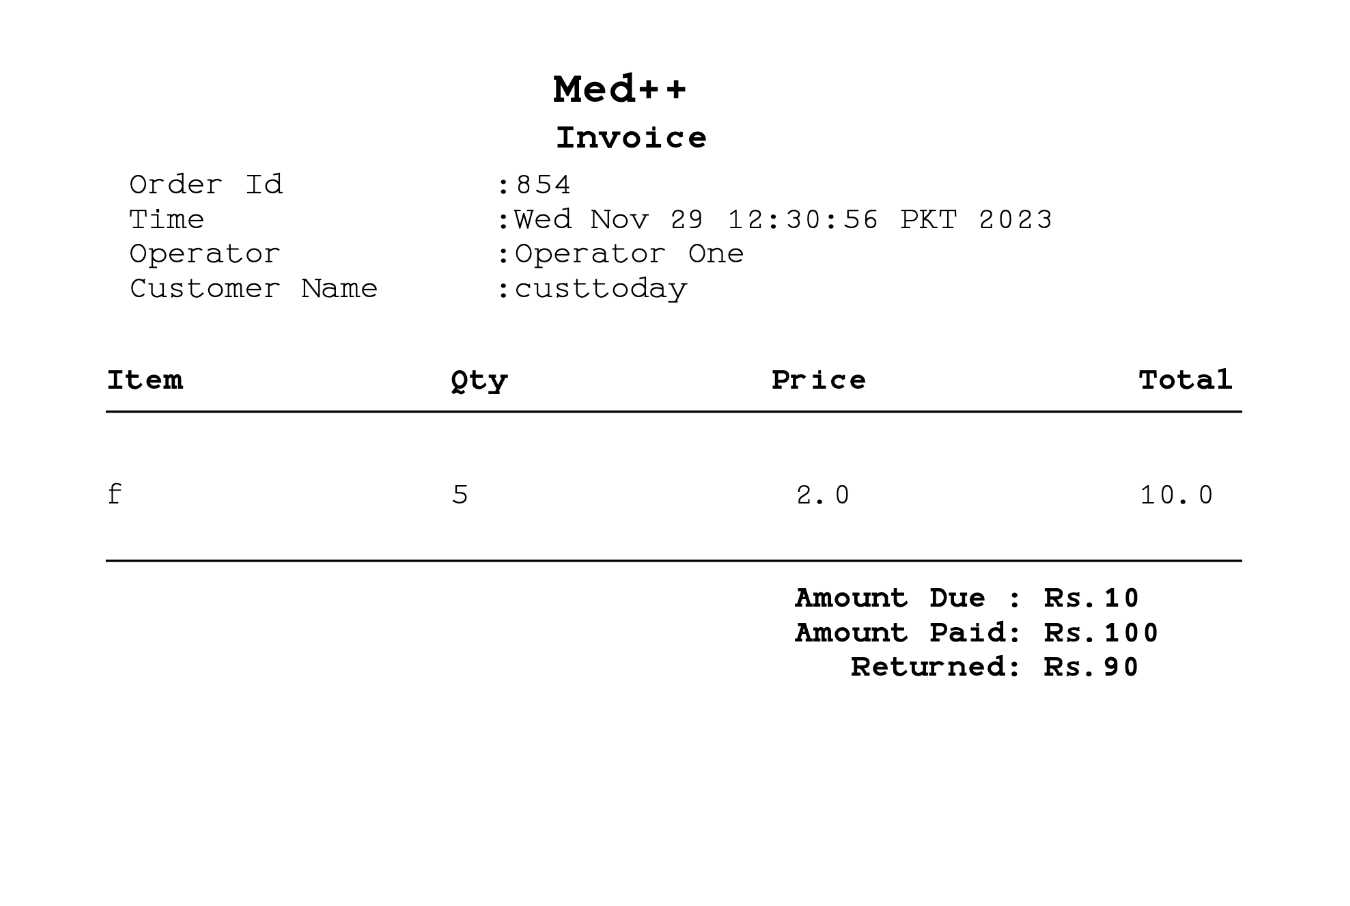 Med++
Invoice
Order Id :854
Time :Wed Nov 29 12:30:56 PKT 2023
Operator :Operator One
Customer Name :custtoday
Item Qty Price Total
f 5 2.0 10.0
Amount Due : Rs.10
Amount Paid: Rs.100
Returned: Rs.90